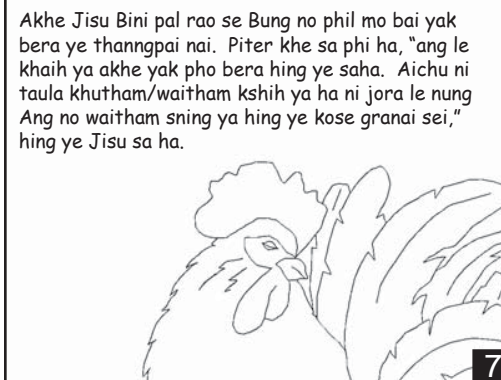 Akhe Jisu Bini pal rao se Bung no phil mo bai yak
bera ye thanngpai nai.  Piter khe sa phi ha, “ang le
khaih ya akhe yak pho bera hing ye saha.  Aichu ni
taula khutham/waitham kshih ya ha ni jora le nung
Ang no waitham sning ya hing ye kose granai sei,”
hing ye Jisu sa ha.
7